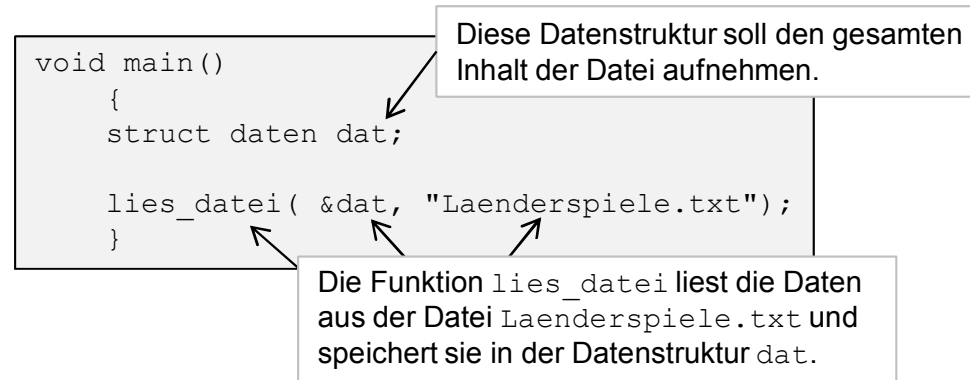 Diese Datenstruktur soll den gesamten
Inhalt der Datei aufnehmen.
void main()
{
struct daten dat;
lies_datei( &dat, "Laenderspiele.txt");
}
Die Funktion lies_datei liest die Daten
aus der Datei Laenderspiele.txt und
speichert sie in der Datenstruktur dat.